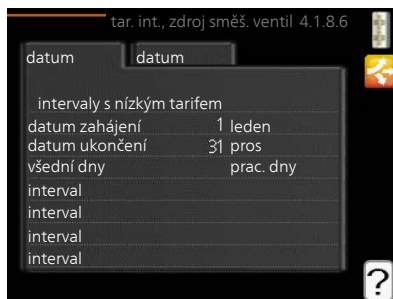 tar. int., zdroj směš. ventil 4.1.8.6
datum datum
intervaly s nízkým tarifem
datum zahájení 1 leden
datum ukončení 31 pros
všední dny prac. dny
interval
interval
interval
interval
?